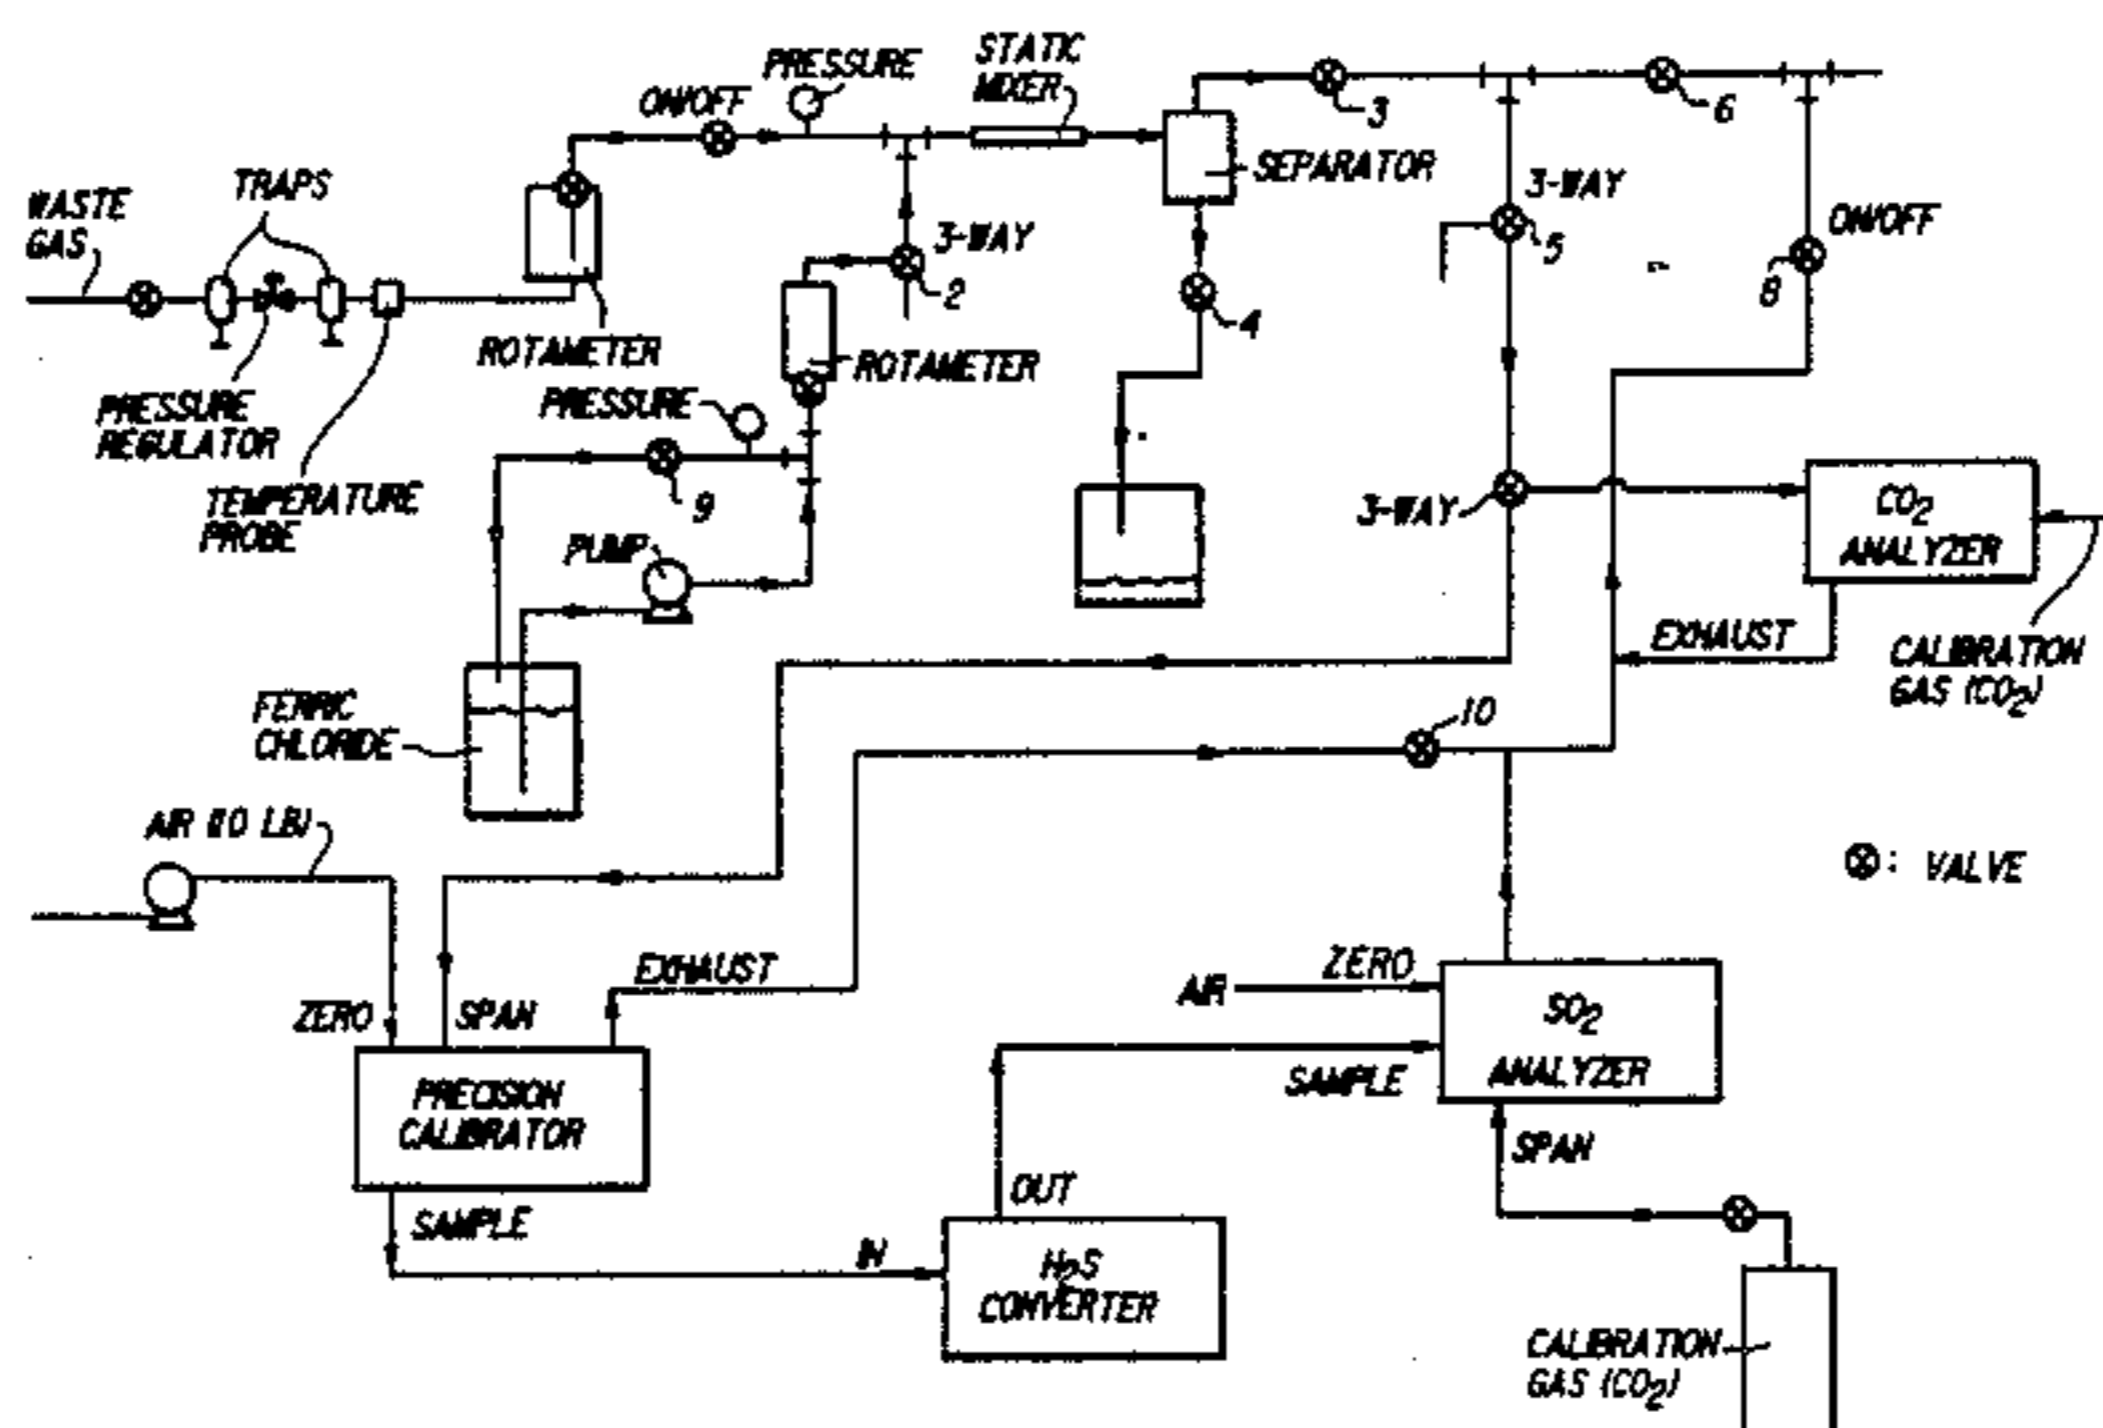 STATIC
MIXER
PRESSURE
ON/OFF
3
6
SEPARATOR
TRAPS
WASTE
GAS
3-WAY
2
3-WAY
5
ON/OFF
8
4
ROTAMETER
ROTAMETER
PRESSURE
REGULATOR
PRESSURE
9
TEMPERATURE
PROBE
PUMP
3-WAY
CO2
ANALYZER
EXHAUST
CALIBRATION
GAS (CO2)
FERRIC
CHLORIDE
10
AIR (10 LB)
: VALVE
EXHAUST
ZERO
SPAN
AIR
ZERO
SO2
ANALYZER
SAMPLE
PRECISION
CALIBRATOR
SPAN
OUT
SAMPLE
IN
H2S
CONVERTER
CALIBRATION
GAS (CO2)